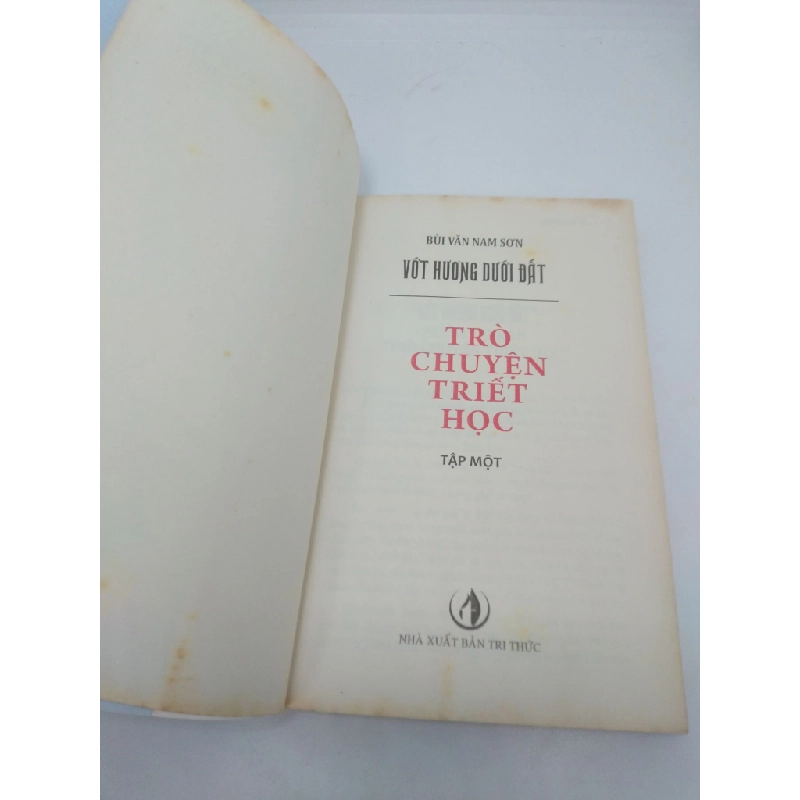 BÙI VĂN NAM SƠN
VỚT HƯƠNG DƯỚI ĐẤT
TRÒ
CHUYỆN
TRIẾT
HỌC
TẬP MỘT
NHÀ XUẤT BẢN TRI THỨC